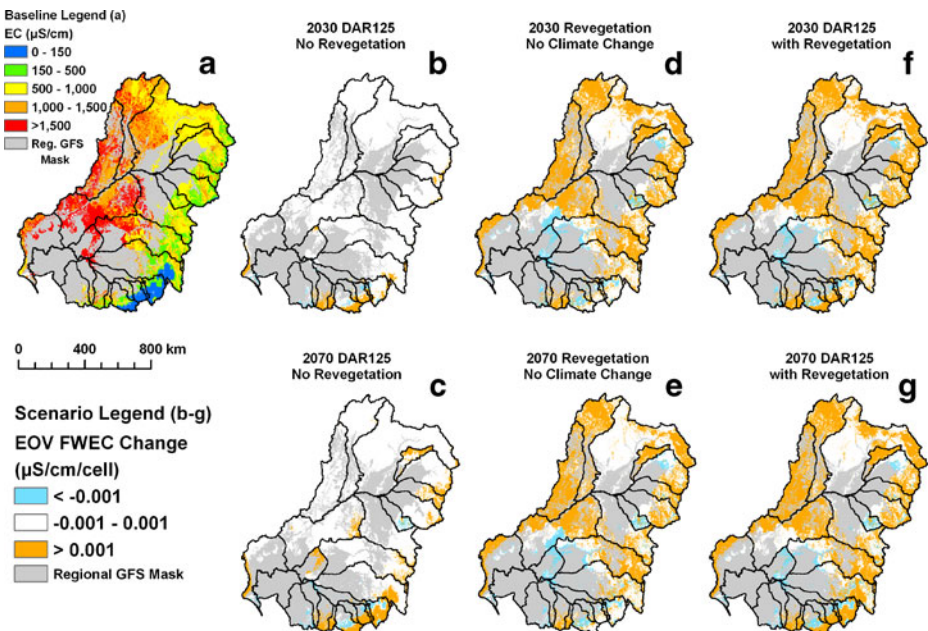 Baseline Legend (a)
EC (µS/cm)
0 - 150
150 - 500
500 - 1,000
1,000 - 1,500
>1,500
Reg. GFS
Mask
a
2030 DAR125
No Revegetation
b
2030 Revegetation
No Climate Change
d
2030 DAR125
with Revegetation
f
0 400 800 km
Scenario Legend (b-g)
EOV FWEC Change
(µS/cm/cell)
< -0.001
-0.001 - 0.001
> 0.001
Regional GFS Mask
2070 DAR125
No Revegetation
c
2070 Revegetation
No Climate Change
e
2070 DAR125
with Revegetation
g